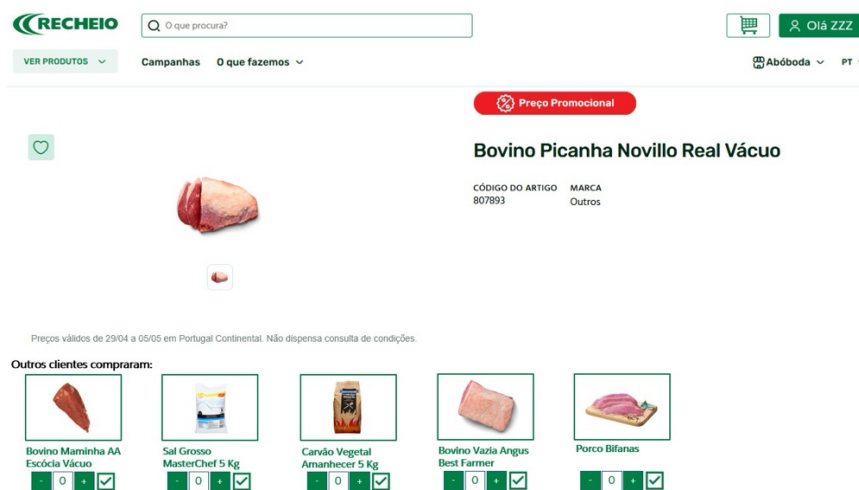 RECHEIO
O que procura?
Olá ZZZ
VER PRODUTOS
Campanhas
O que fazemos
Abóboda
PT
Preço Promocional
Bovino Picanha Novillo Real Vácuo
CÓDIGO DO ARTIGO MARCA
807893 Outros
Preços válidos de 29/04 a 05/05 em Portugal Continental. Não dispensa consulta de condições.
Outros clientes compraram:
Bovino Maminha AA
Escócia Vácuo
- 0 +
Sal Grosso
MasterChef 5 Kg
- 0 +
Carvão Vegetal
Amanhecer 5 Kg
- 0 +
Bovino Vazia Angus
Best Farmer
- 0 +
Porco Bifanas
- 0 +